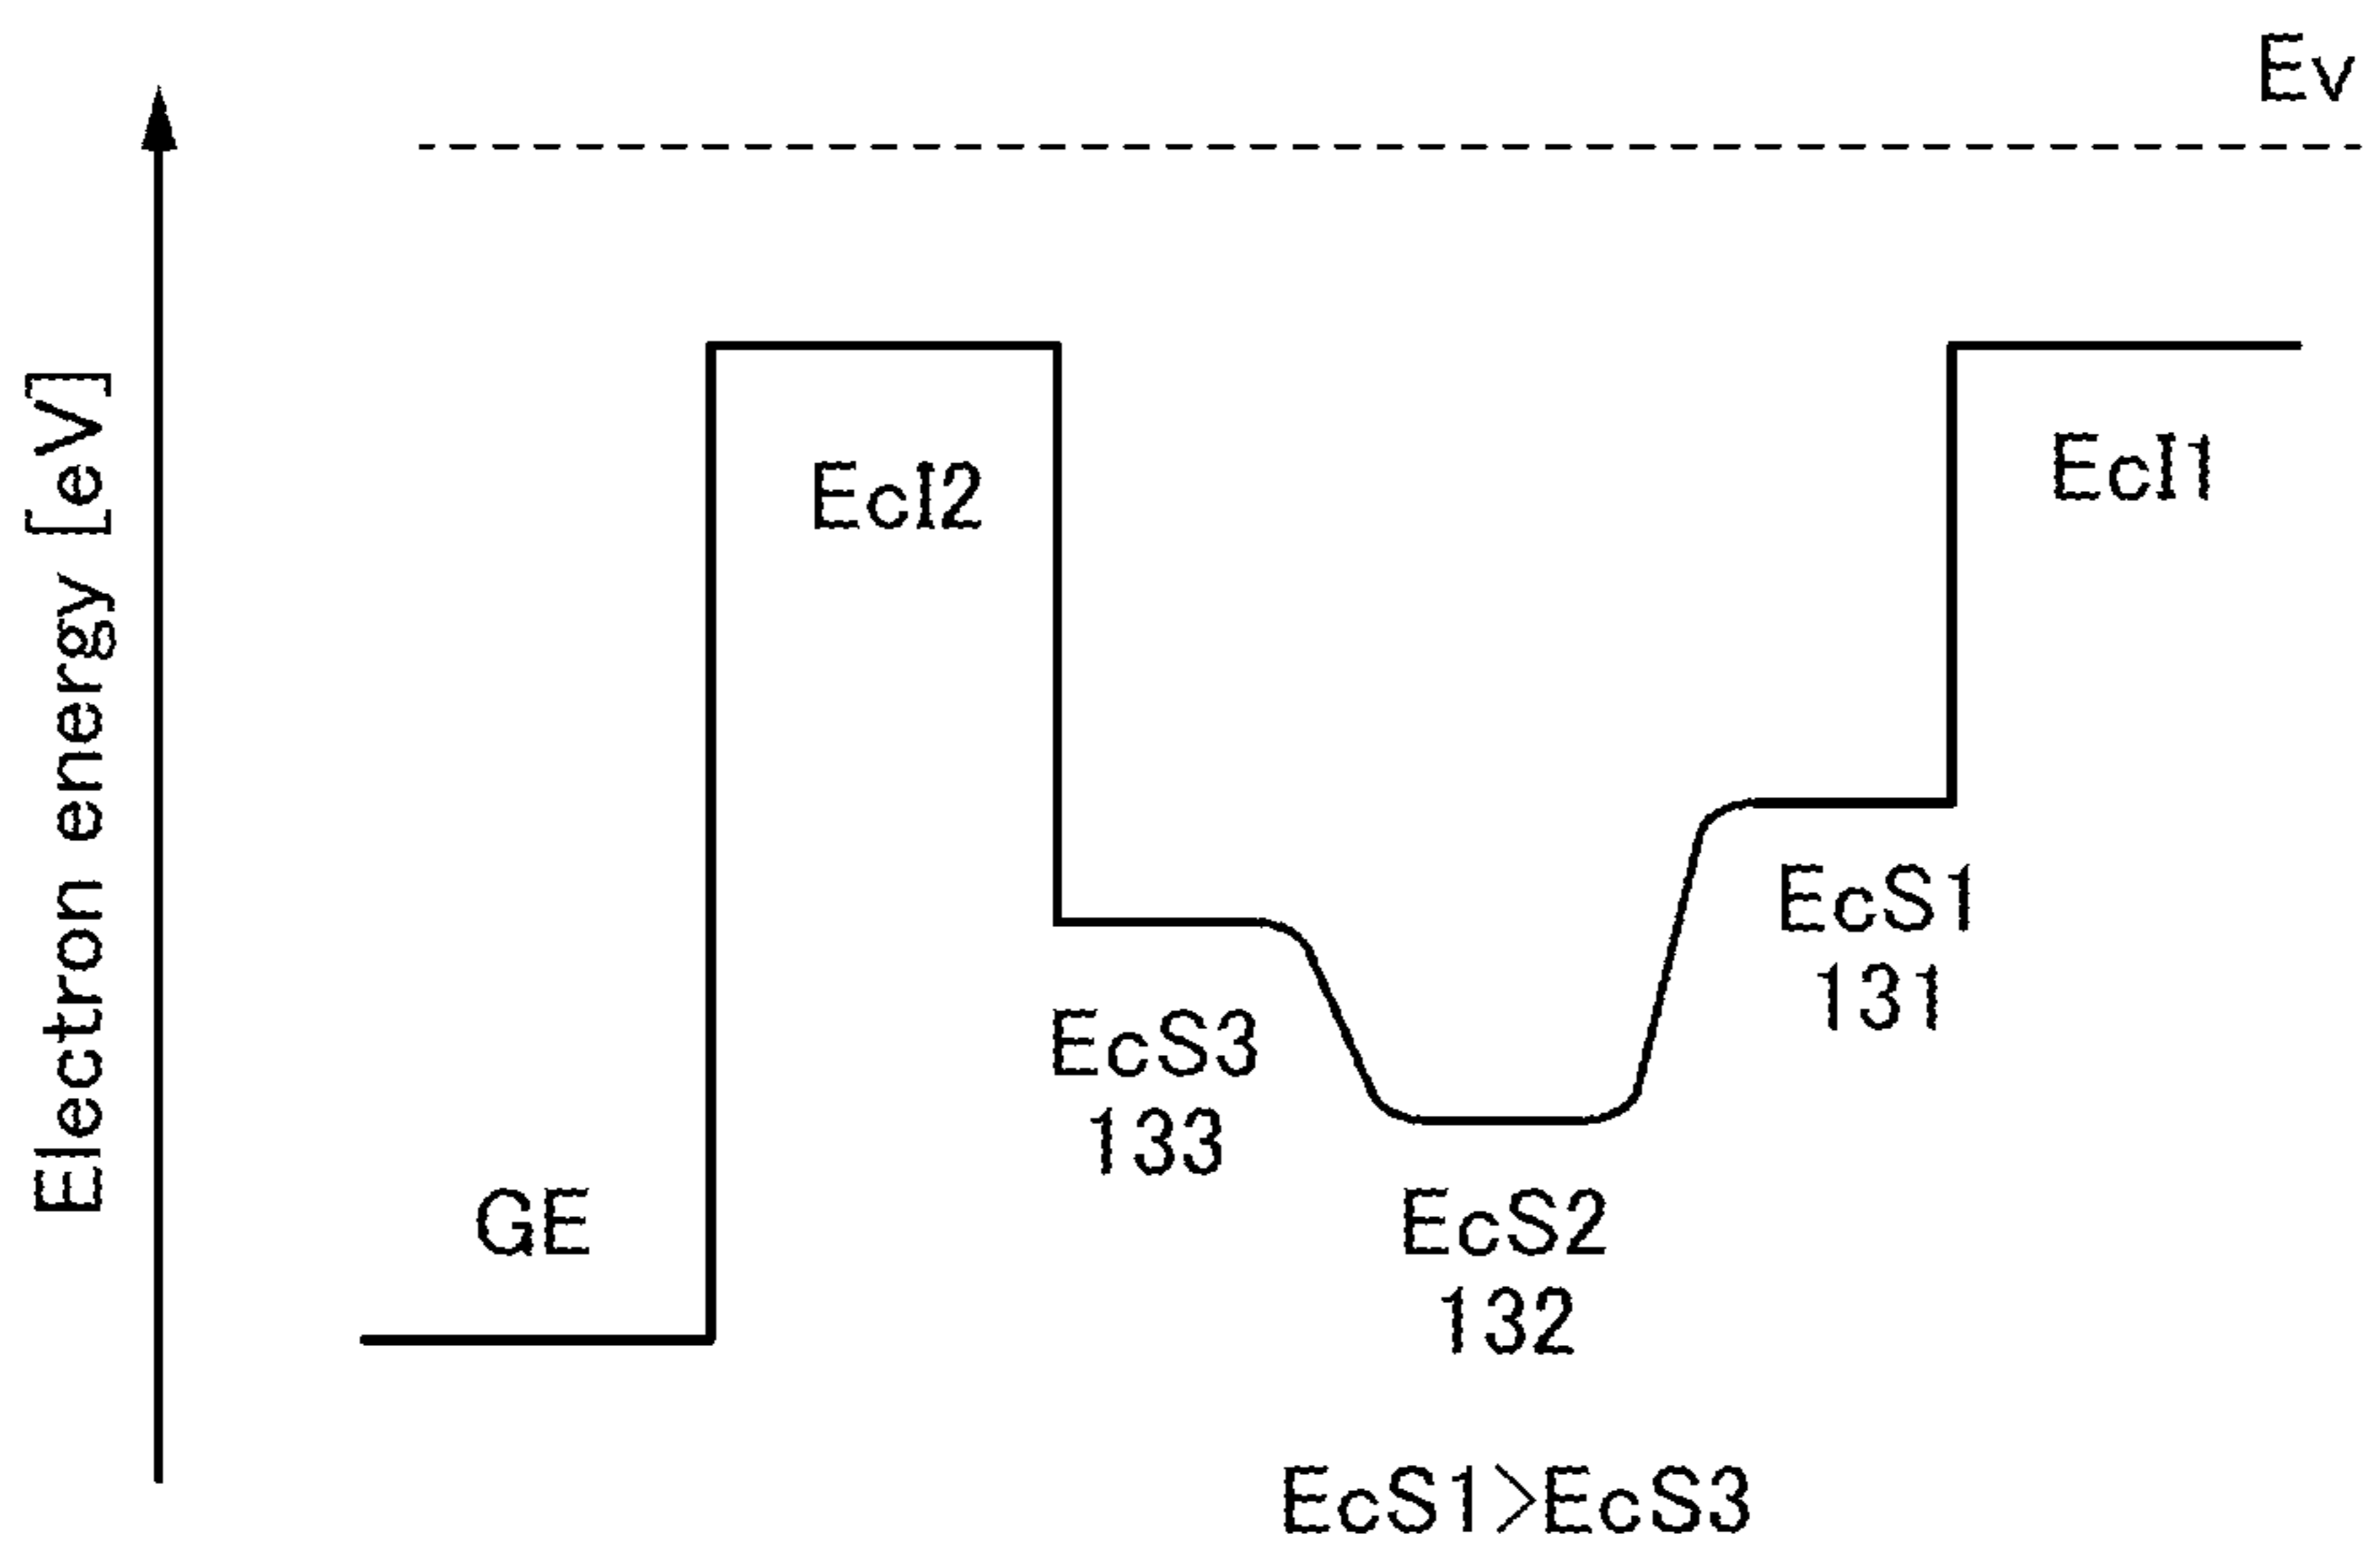 Ev
Electron energy [eV]
EcI2
EcI1
EcS1
131
EcS3
133
GE
EcS2
132
EcS1>EcS3